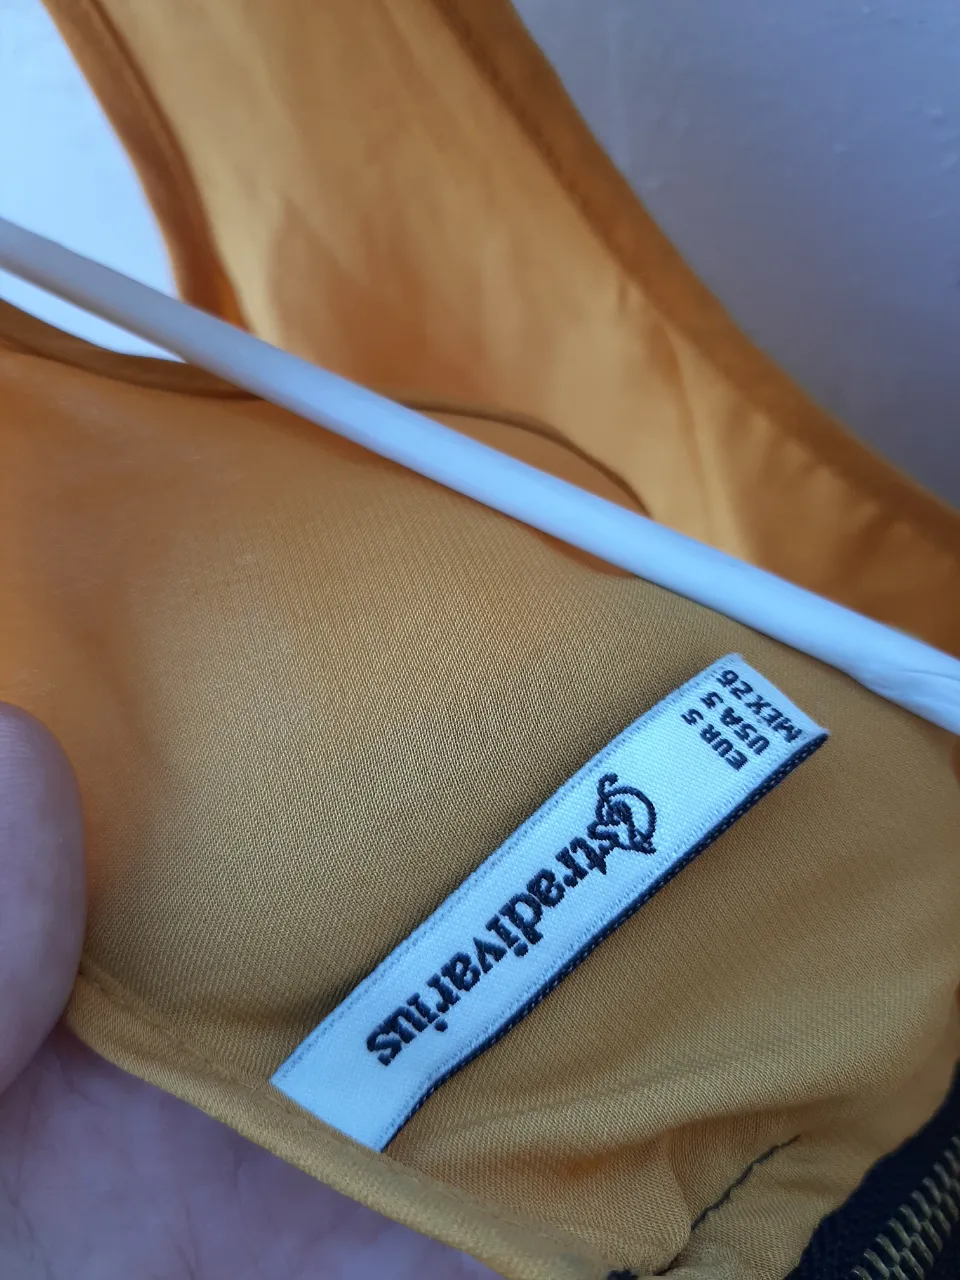 Stradivarius
EUR S
USA S
MEX 26